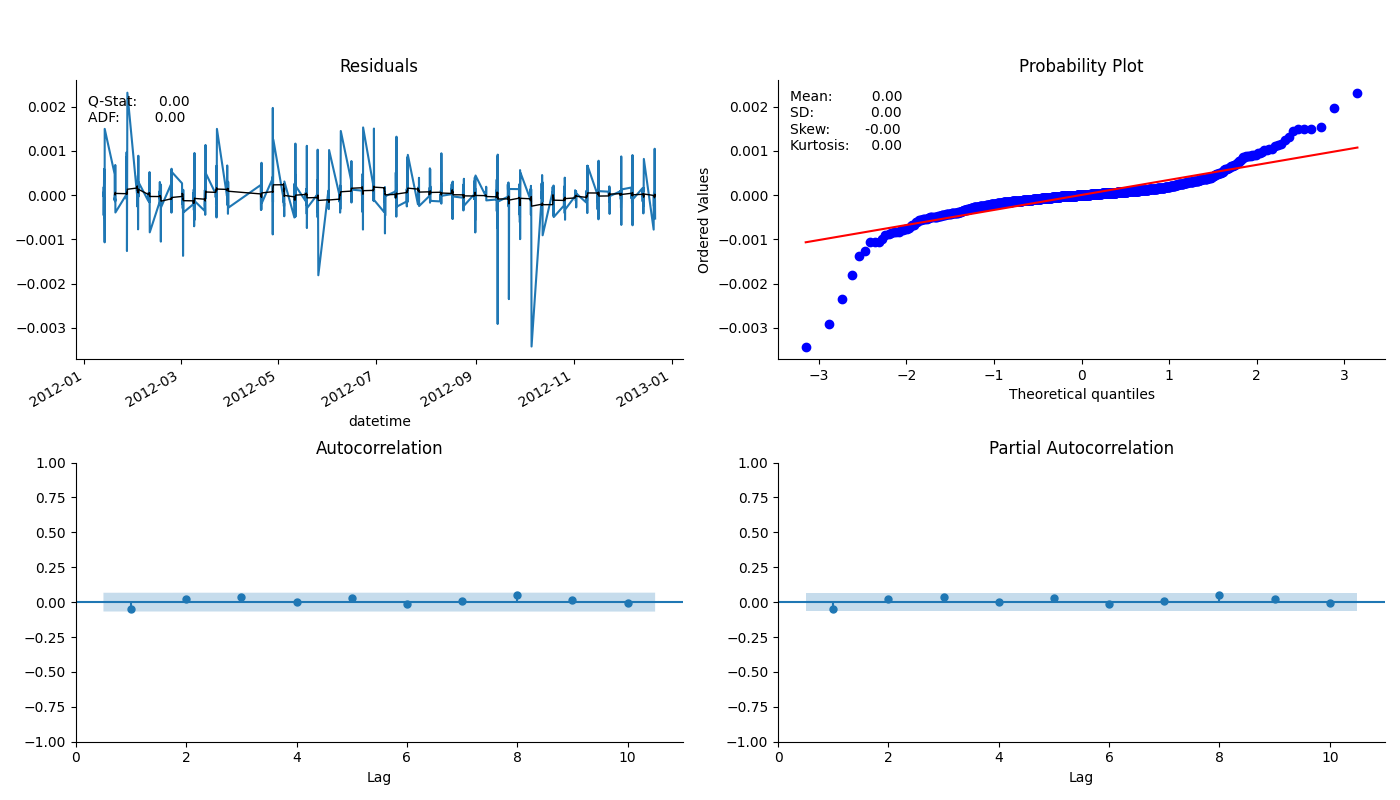 Residuals
Q-Stat: 0.00
ADF: 0.00
0.002
0.001
0.000
−0.001
−0.002
−0.003
2012-01
2012-03
2012-05
2012-07
2012-09
2012-11
2013-01
datetime
Probability Plot
Mean: 0.00
SD: 0.00
Skew: -0.00
Kurtosis: 0.00
Ordered Values
0.002
0.001
0.000
−0.001
−0.002
−0.003
−3 −2 −1 0 1 2 3
Theoretical quantiles
Autocorrelation
1.00
0.75
0.50
0.25
0.00
−0.25
−0.50
−0.75
−1.00
0 2 4 6 8 10
Lag
Partial Autocorrelation
1.00
0.75
0.50
0.25
0.00
−0.25
−0.50
−0.75
−1.00
0 2 4 6 8 10
Lag